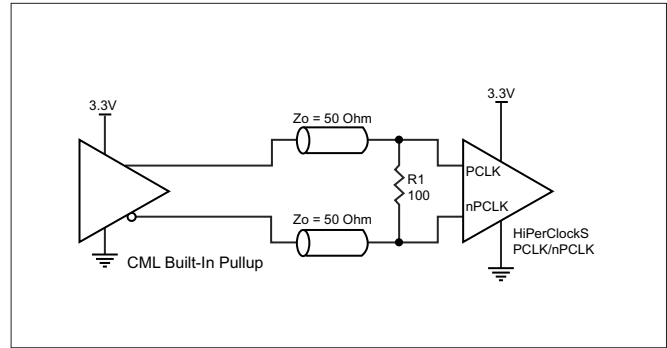 3.3V
3.3V
Zo = 50 Ohm
PCLK
R1
100
nPCLK
Zo = 50 Ohm
HiPerClockS
PCLK/nPCLK
CML Built-In Pullup